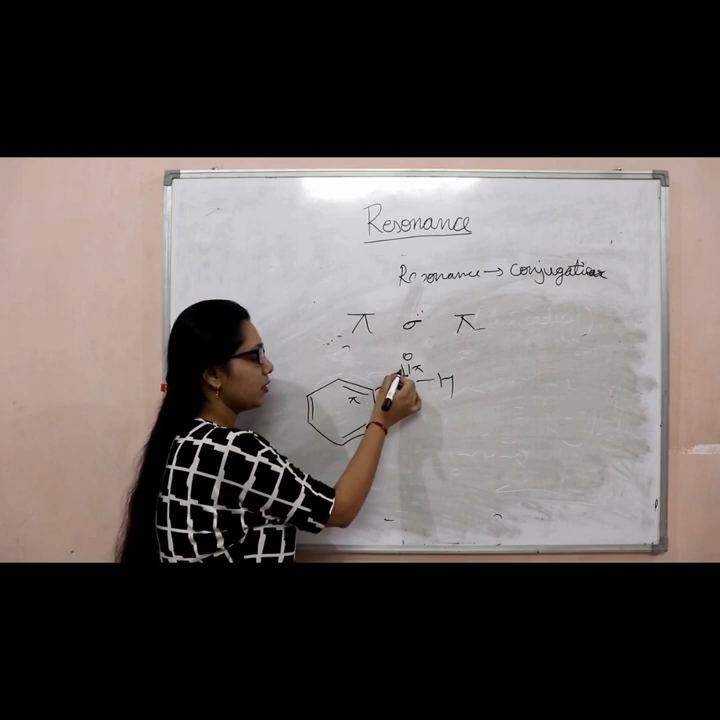 Resonance
Resonance → Conjugation
π σ π
O
π
H
π